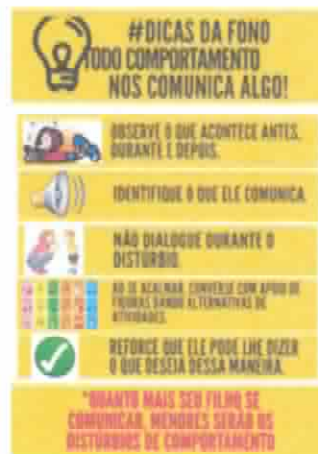 #DICAS DA FONO
TODO COMPORTAMENTO
NOS COMUNICA ALGO!
OBSERVE O QUE ACONTECE ANTES,
DURANTE E DEPOIS.
IDENTIFIQUE O QUE ELE COMUNICA
NÃO DIALOGUE DURANTE O
DISTÚRBIO.
AO SE ACALMAR, CONVERSE COM APOIO DE
FIGURAS DANDO ALTERNATIVAS DE
ATIVIDADES.
REFORCE QUE ELE PODE LHE DIZER
O QUE DESEJA DESSA MANEIRA.
"QUANTO MAIS SEU FILHO SE
COMUNICAR, MENORES SERÃO OS
DISTÚRBIOS DE COMPORTAMENTO